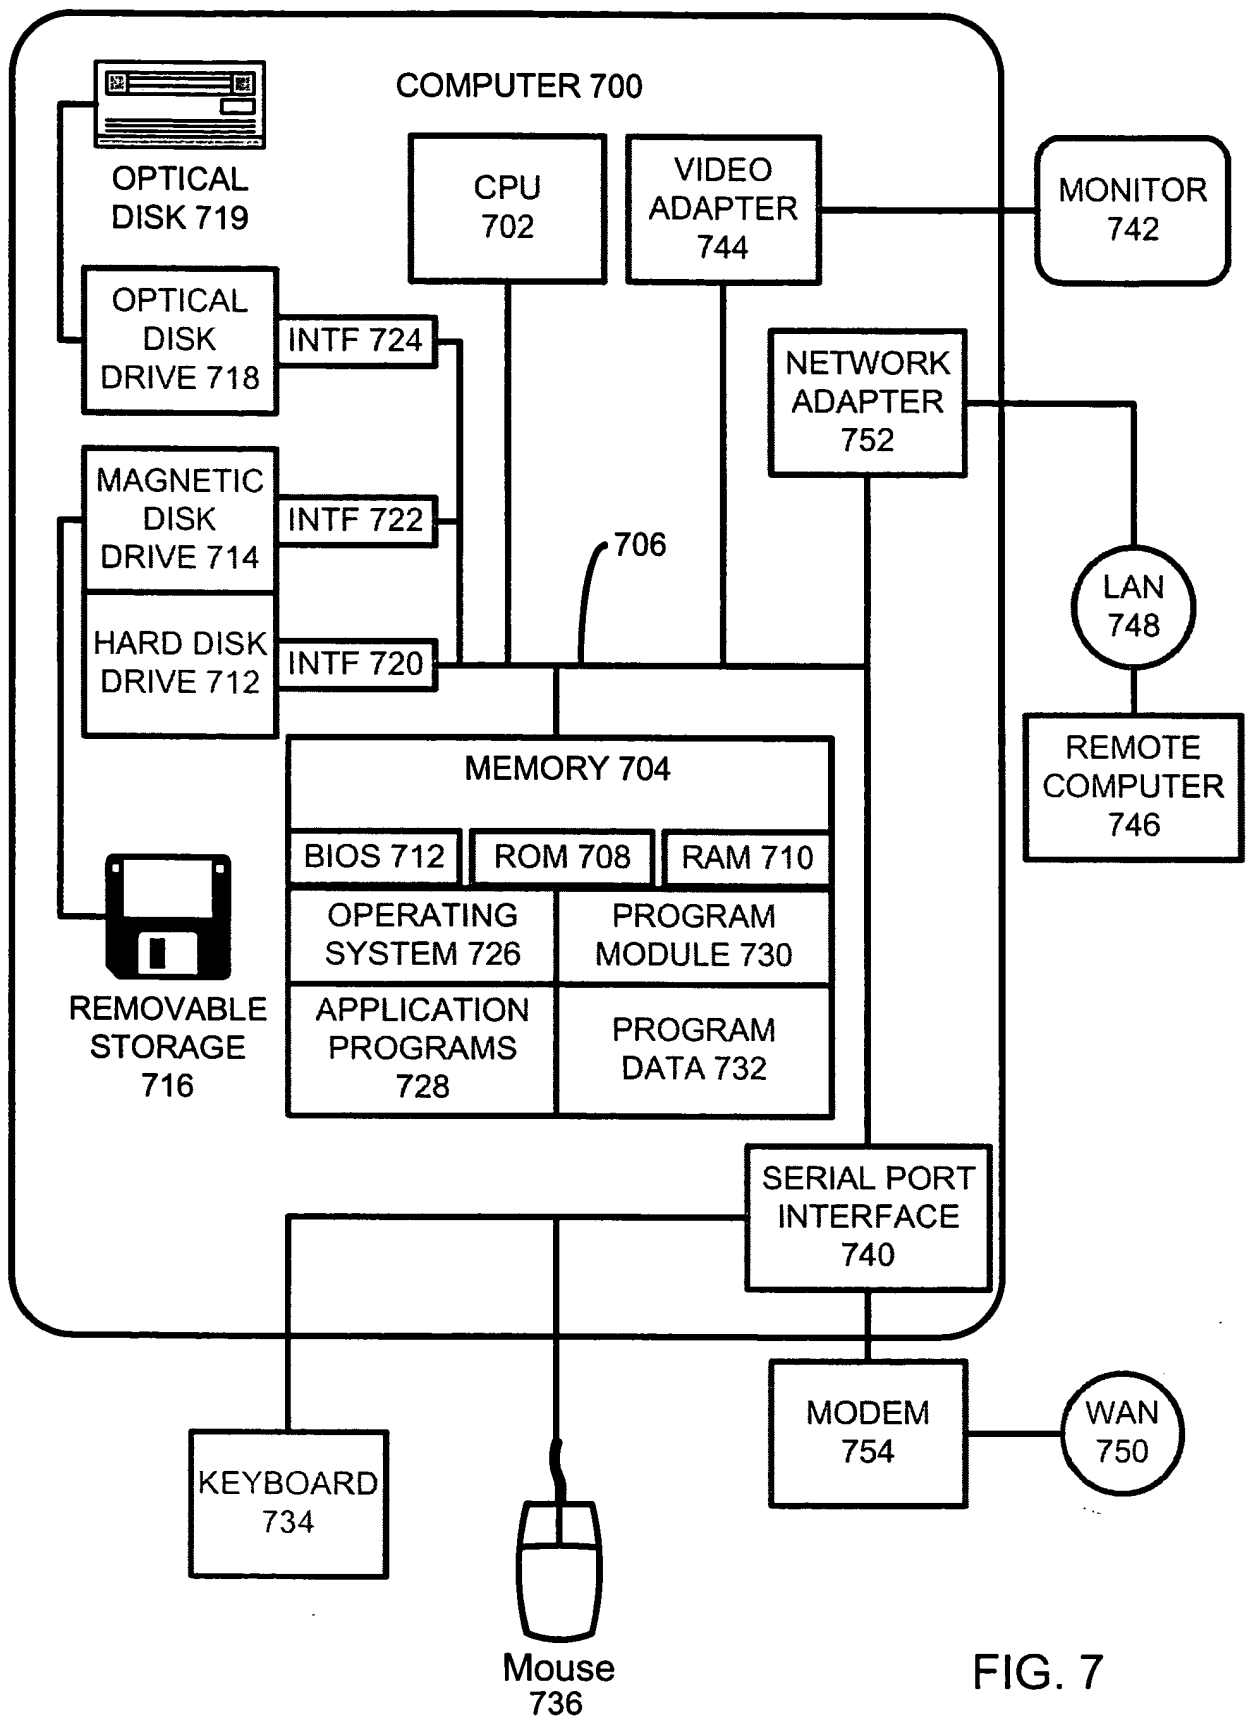 COMPUTER 700
OPTICAL
DISK 719
CPU
702
VIDEO
ADAPTER
744
MONITOR
742
OPTICAL
DISK
DRIVE 718
INTF 724
NETWORK
ADAPTER
752
MAGNETIC
DISK
DRIVE 714
INTF 722
706
LAN
748
HARD DISK
DRIVE 712
INTF 720
REMOTE
COMPUTER
746
MEMORY 704
BIOS 712
ROM 708
RAM 710
OPERATING
SYSTEM 726
PROGRAM
MODULE 730
REMOVABLE
STORAGE
716
APPLICATION
PROGRAMS
728
PROGRAM
DATA 732
SERIAL PORT
INTERFACE
740
MODEM
754
WAN
750
KEYBOARD
734
Mouse
736
FIG. 7